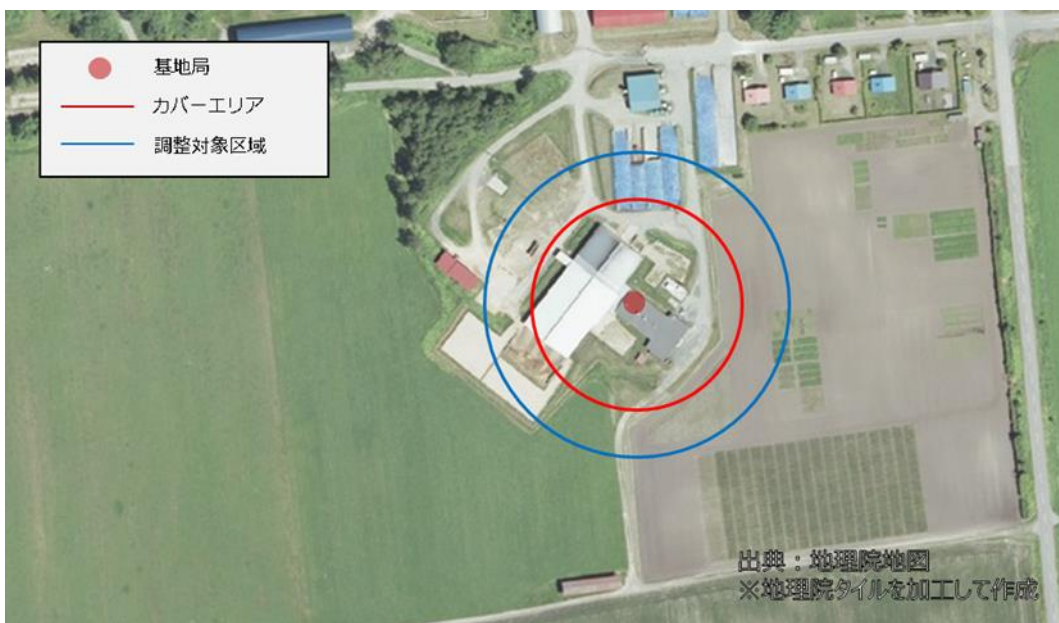 基地局
カバーエリア
調整対象区域
出典：地理院地図
※地理院タイルを加工して作成